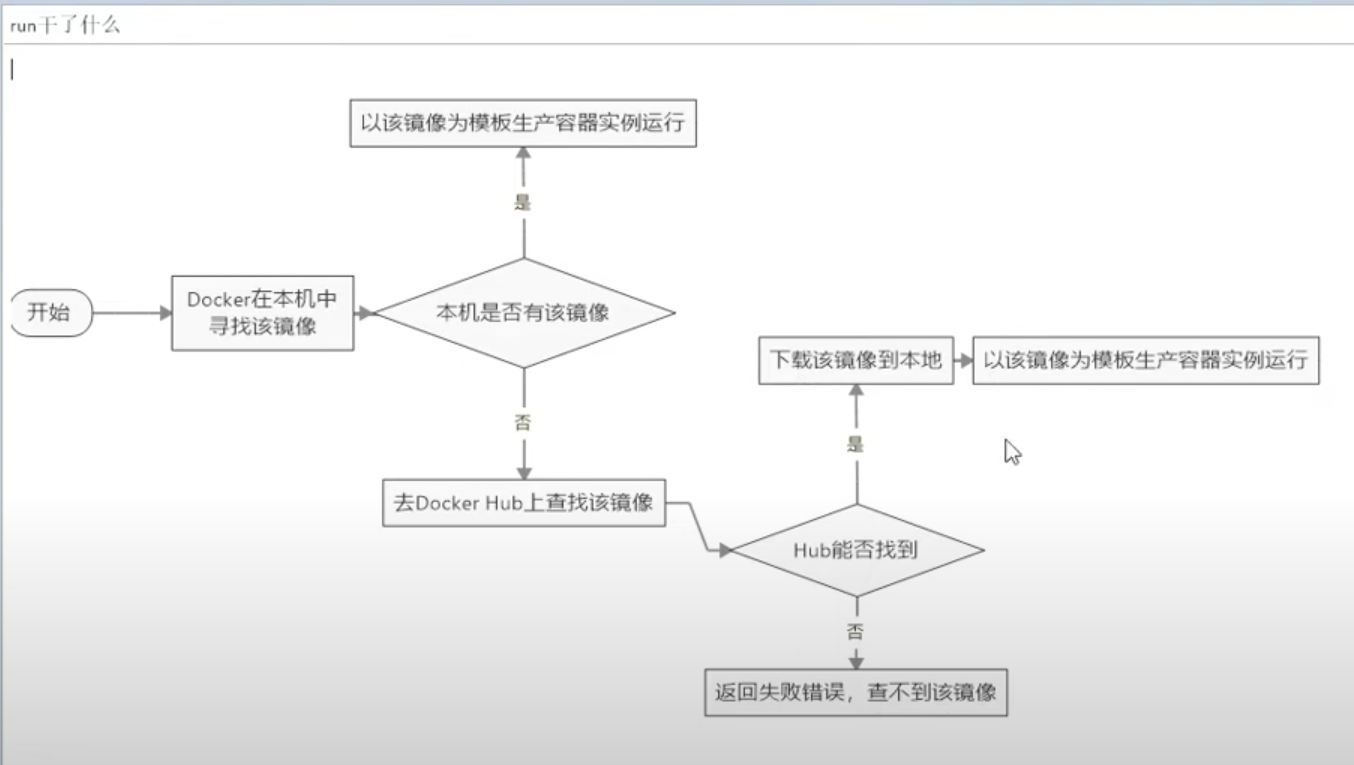 run干了什么
以该镜像为模板生产容器实例运行
是
开始
Docker在本机中
寻找该镜像
本机是否有该镜像
下载该镜像到本地
以该镜像为模板生产容器实例运行
否
是
去Docker Hub上查找该镜像
Hub能否找到
否
返回失败错误，查不到该镜像